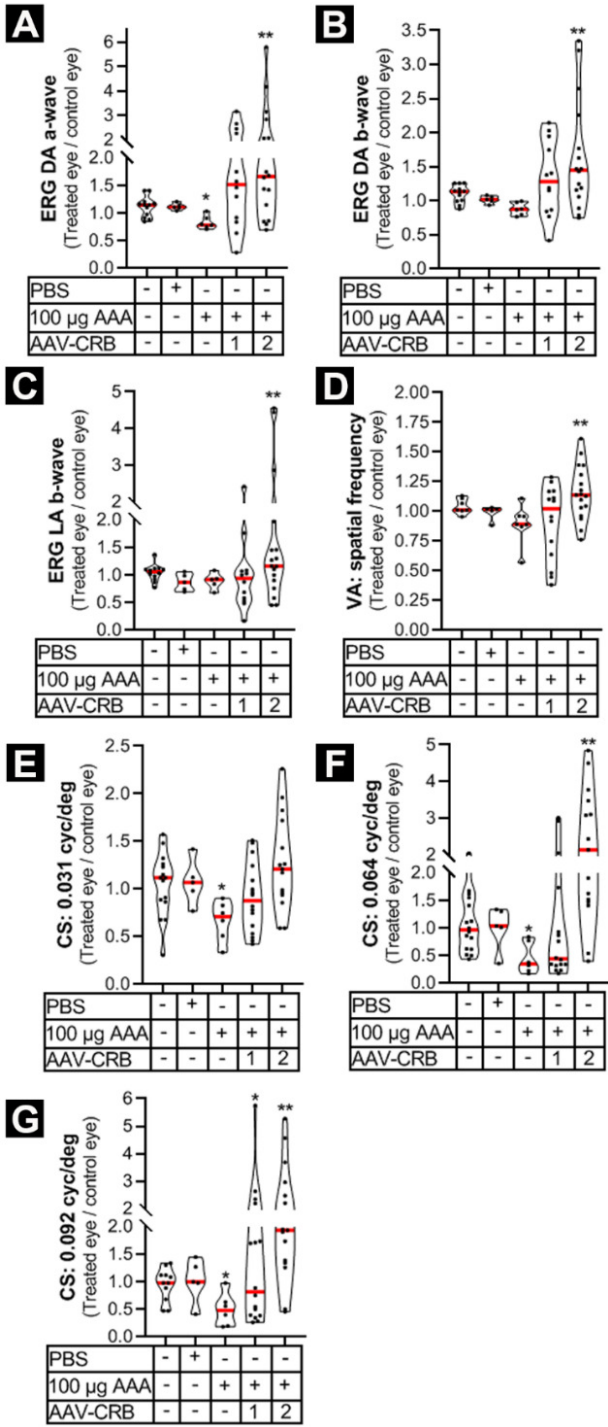 A
ERG DA a-wave
(Treated eye / control eye)
6
5
4
3
2
2.0
1.5
1.0
0.5
0.0
*
**
PBS - + - - -
100 µg AAA - - + + +
AAV-CRB - - - 1 2
B
ERG DA b-wave
(Treated eye / control eye)
3.5
3.0
2.5
2.0
1.5
1.0
0.5
0.0
**
PBS - + - - -
100 µg AAA - - + + +
AAV-CRB - - - 1 2
C
ERG LA b-wave
(Treated eye / control eye)
5
4
3
2
2.0
1.5
1.0
0.5
0.0
**
PBS - + - - -
100 µg AAA - - + + +
AAV-CRB - - - 1 2
D
VA: spatial frequency
(Treated eye / control eye)
2.00
1.75
1.50
1.25
1.00
0.75
0.50
0.25
0.00
**
PBS - + - - -
100 µg AAA - - + + +
AAV-CRB - - - 1 2
E
CS: 0.031 cyc/deg
(Treated eye / control eye)
2.5
2.0
1.5
1.0
0.5
0.0
*
PBS - + - - -
100 µg AAA - - + + +
AAV-CRB - - - 1 2
F
CS: 0.064 cyc/deg
(Treated eye / control eye)
5
4
3
2
2.0
1.5
1.0
0.5
0.0
*
**
PBS - + - - -
100 µg AAA - - + + +
AAV-CRB - - - 1 2
G
CS: 0.092 cyc/deg
(Treated eye / control eye)
6
5
4
3
2
2.0
1.5
1.0
0.5
0.0
*
*
**
PBS - + - - -
100 µg AAA - - + + +
AAV-CRB - - - 1 2